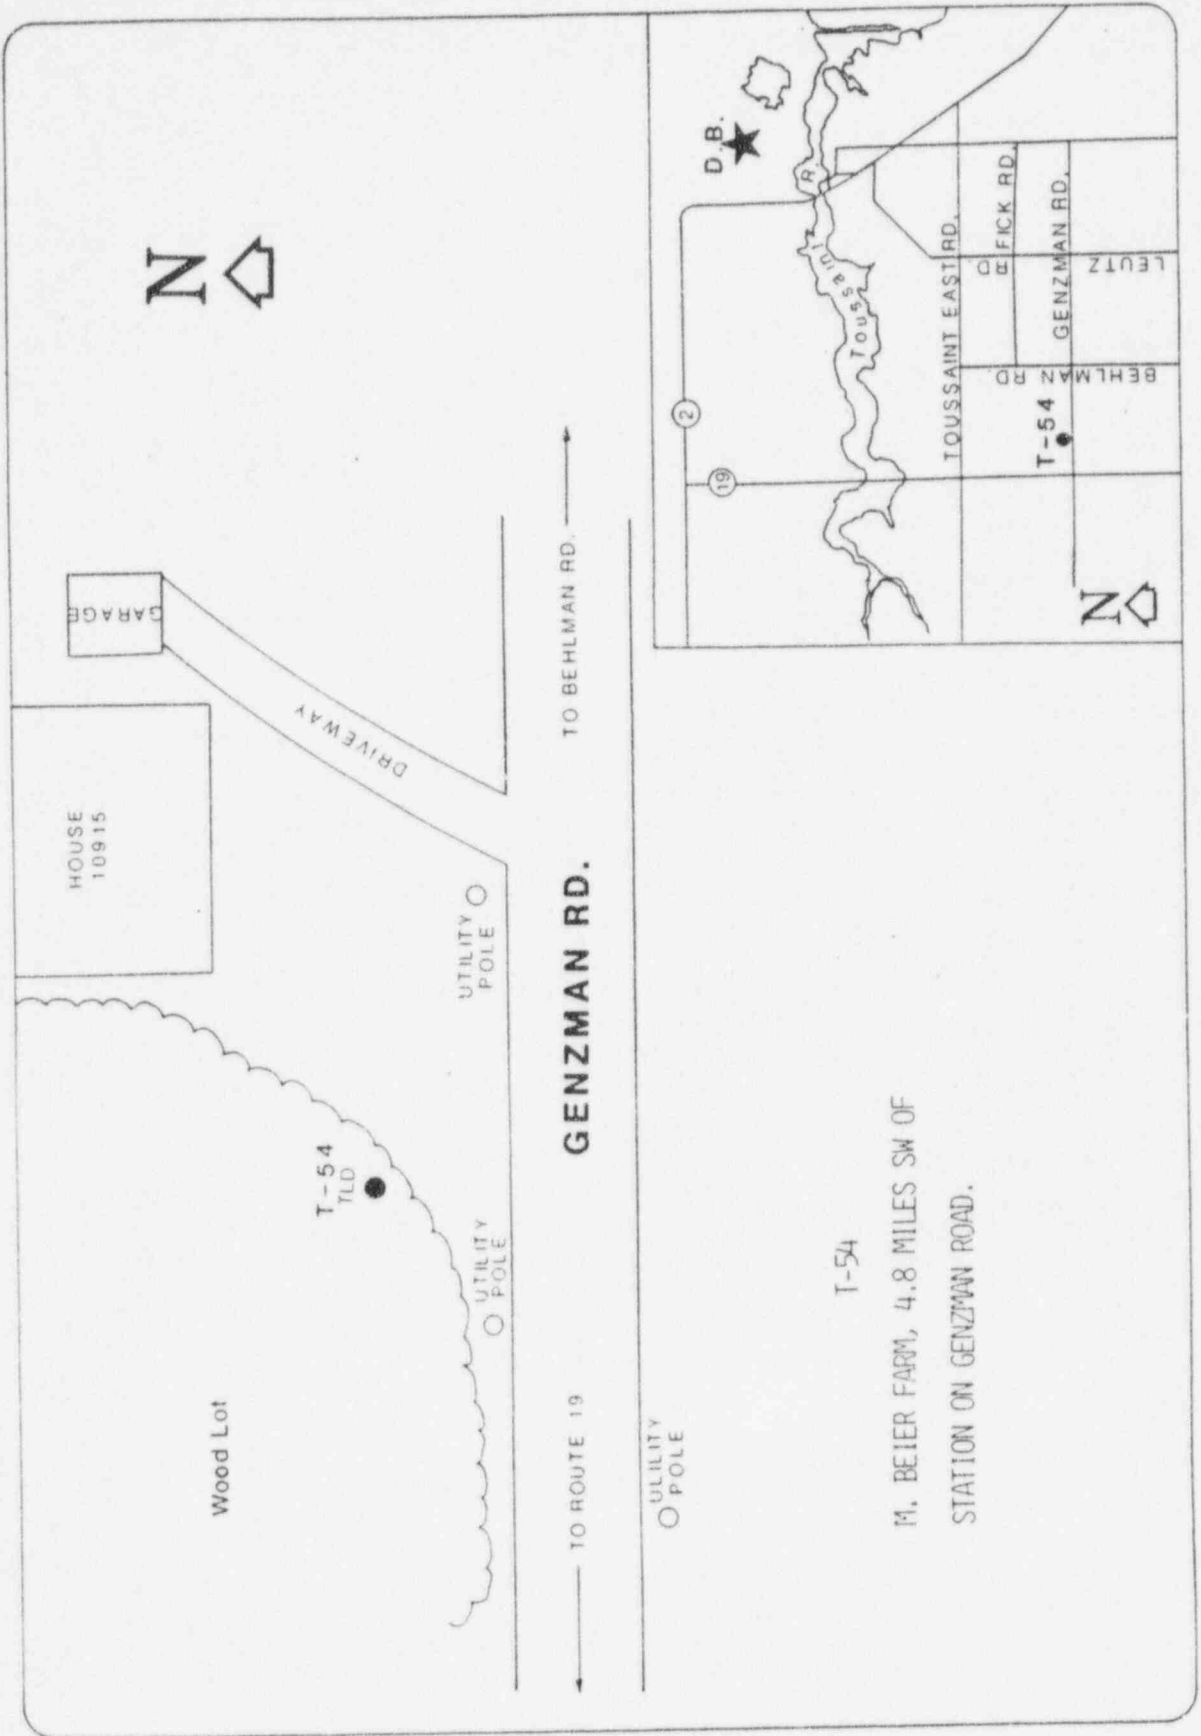 N
HOUSE
10915
GARAGE
DRIVEWAY
Wood Lot
T-54
TLD
UTILITY
POLE
UTILITY
POLE
TO ROUTE 19
GENZMAN RD.
TO BEHLMAN RD.
ULILITY
POLE
T-54
M. BEIER FARM, 4.8 MILES SW OF
STATION ON GENZMAN ROAD.
2
D.B.
19
Toussaint R.
TOUSSAINT EAST RD.
FICK RD.
T-54
GENZMAN RD.
BEHLMAN RD.
LEUTZ RD.
N